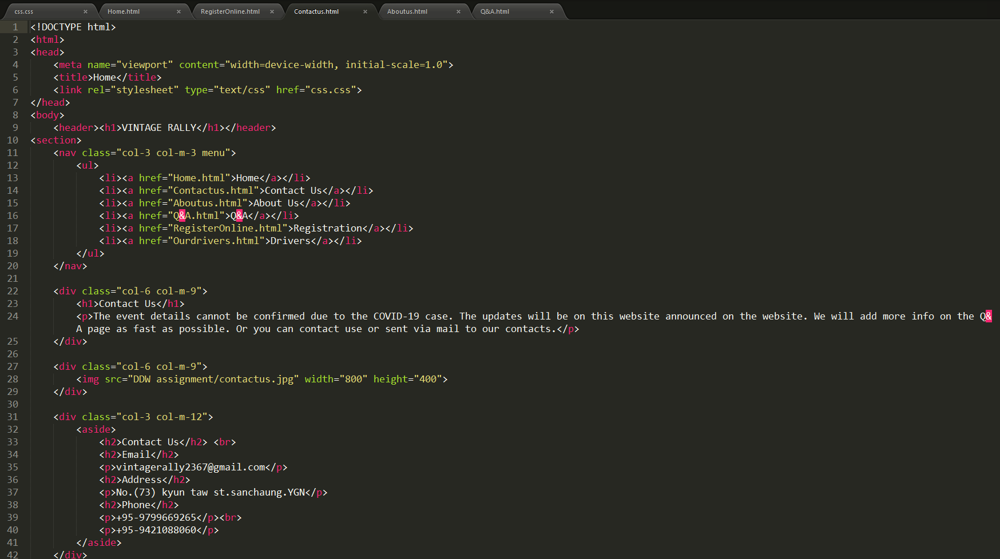 css.css × Home.html × RegisterOnline.html × Contactus.html × Aboutus.html × Q&A.html ×
1 <!DOCTYPE html>
2 <html>
3 <head>
4 <meta name="viewport" content="width=device-width, initial-scale=1.0">
5 <title>Home</title>
6 <link rel="stylesheet" type="text/css" href="css.css">
7 </head>
8 <body>
9 <header><h1>VINTAGE RALLY</h1></header>
10 <section>
11 <nav class="col-3 col-m-3 menu">
12 <ul>
13 <li><a href="Home.html">Home</a></li>
14 <li><a href="Contactus.html">Contact Us</a></li>
15 <li><a href="Aboutus.html">About Us</a></li>
16 <li><a href="Q&A.html">Q&A</a></li>
17 <li><a href="RegisterOnline.html">Registration</a></li>
18 <li><a href="Ourdrivers.html">Drivers</a></li>
19 </ul>
20 </nav>
21
22 <div class="col-6 col-m-9">
23 <h1>Contact Us</h1>
24 <p>The event details cannot be confirmed due to the COVID-19 case. The updates will be on this website announced on the website. We will add more info on the Q&
A page as fast as possible. Or you can contact use or sent via mail to our contacts.</p>
25 </div>
26
27 <div class="col-6 col-m-9">
28 <img src="DDW assignment/contactus.jpg" width="800" height="400">
29 </div>
30
31 <div class="col-3 col-m-12">
32 <aside>
33 <h2>Contact Us</h2> <br>
34 <h2>Email</h2>
35 <p>vintagerally2367@gmail.com</p>
36 <h2>Address</h2>
37 <p>No.(73) kyun taw st.sanchaung.YGN</p>
38 <h2>Phone</h2>
39 <p>+95-9799669265</p><br>
40 <p>+95-9421088060</p>
41 </aside>
42 </div>